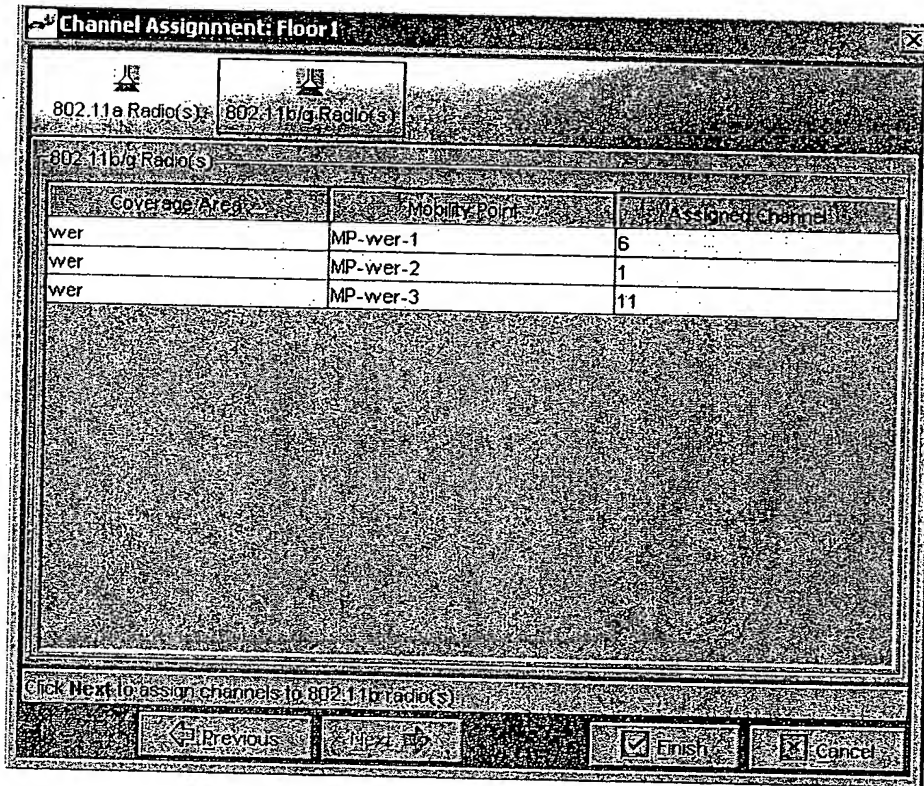 Channel Assignment: Floor1
802.11a Radio(s) 802.11b/g Radio(s)
802.11b/g Radio(s)
Coverage Area Mobility Point Assigned Channel
wer MP-wer-1 6
wer MP-wer-2 1
wer MP-wer-3 11
Click Next to assign channels to 802.11b radio(s)
Previous Next Finish Cancel